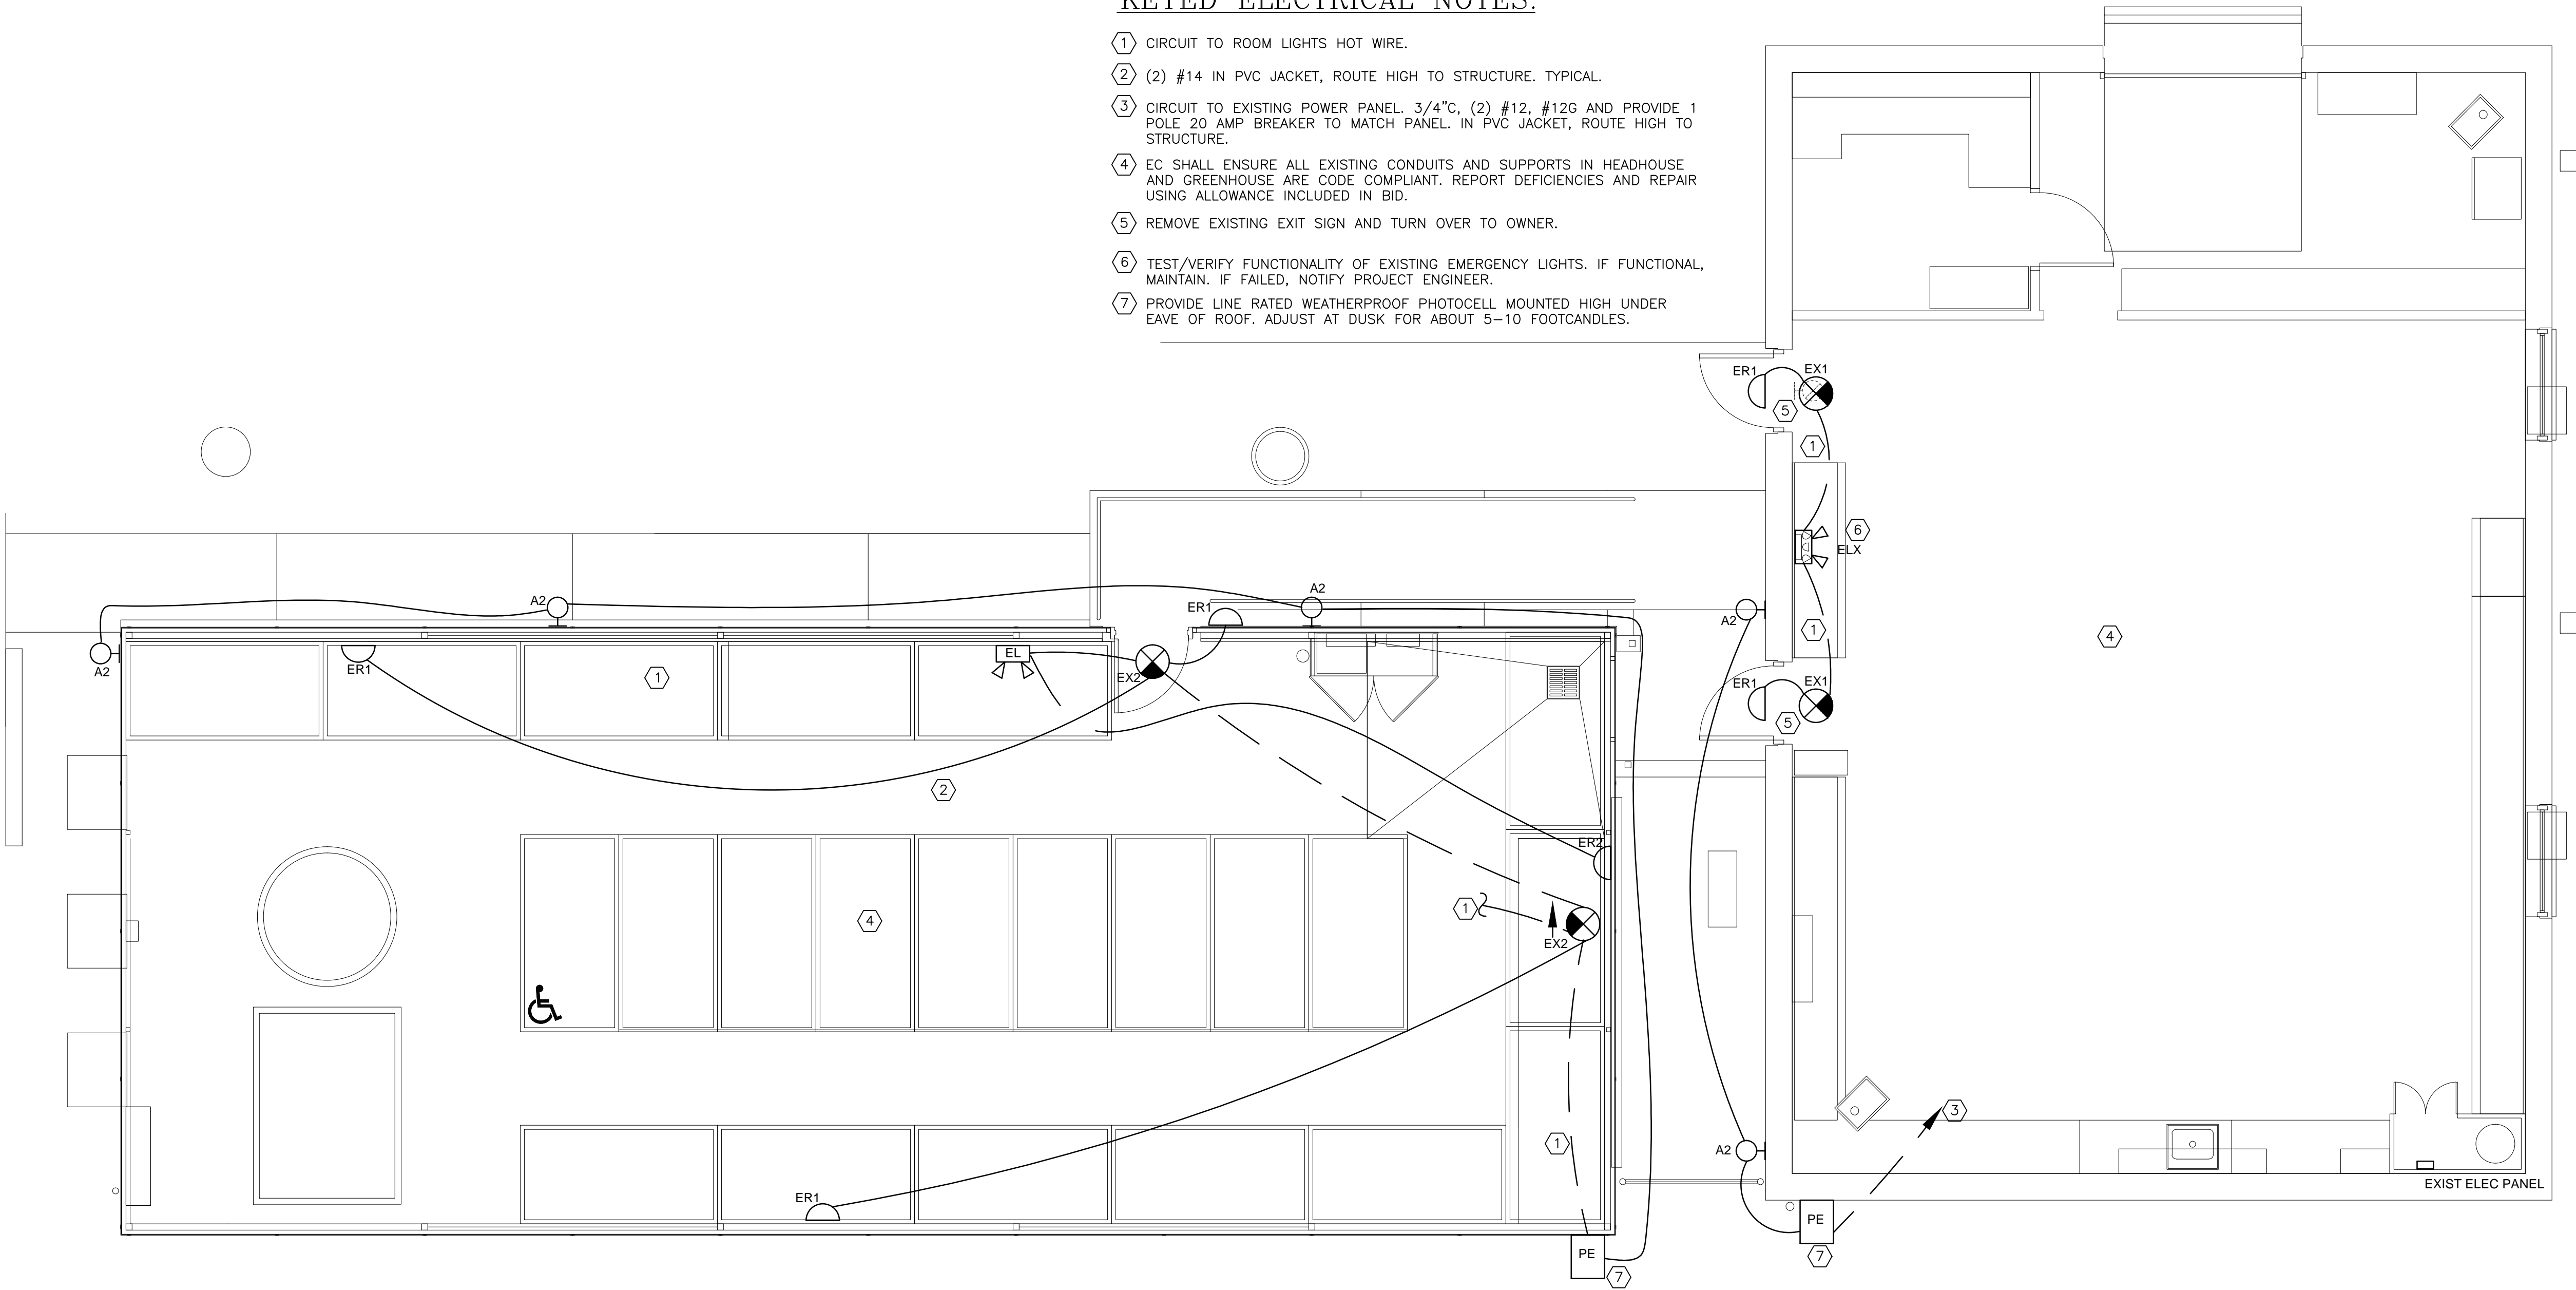 KEYED ELECTRICAL NOTES:
1 CIRCUIT TO ROOM LIGHTS HOT WIRE.
2 (2) #14 IN PVC JACKET, ROUTE HIGH TO STRUCTURE. TYPICAL.
3 CIRCUIT TO EXISTING POWER PANEL. 3/4"C, (2) #12, #12G AND PROVIDE 1
POLE 20 AMP BREAKER TO MATCH PANEL. IN PVC JACKET, ROUTE HIGH TO
STRUCTURE.
4 EC SHALL ENSURE ALL EXISTING CONDUITS AND SUPPORTS IN HEADHOUSE
AND GREENHOUSE ARE CODE COMPLIANT. REPORT DEFICIENCIES AND REPAIR
USING ALLOWANCE INCLUDED IN BID.
5 REMOVE EXISTING EXIT SIGN AND TURN OVER TO OWNER.
6 TEST/VERIFY FUNCTIONALITY OF EXISTING EMERGENCY LIGHTS. IF FUNCTIONAL,
MAINTAIN. IF FAILED, NOTIFY PROJECT ENGINEER.
7 PROVIDE LINE RATED WEATHERPROOF PHOTOCELL MOUNTED HIGH UNDER
EAVE OF ROOF. ADJUST AT DUSK FOR ABOUT 5-10 FOOTCANDLES.
ER1
EX1
5
1
6
ELX
A2
A2
ER1
A2
1
4
A2
ER1
1
EL
EX2
ER1
EX1
5
2
ER2
4
1
EX2
1
3
A2
ER1
EXIST ELEC PANEL
PE
7
PE
7